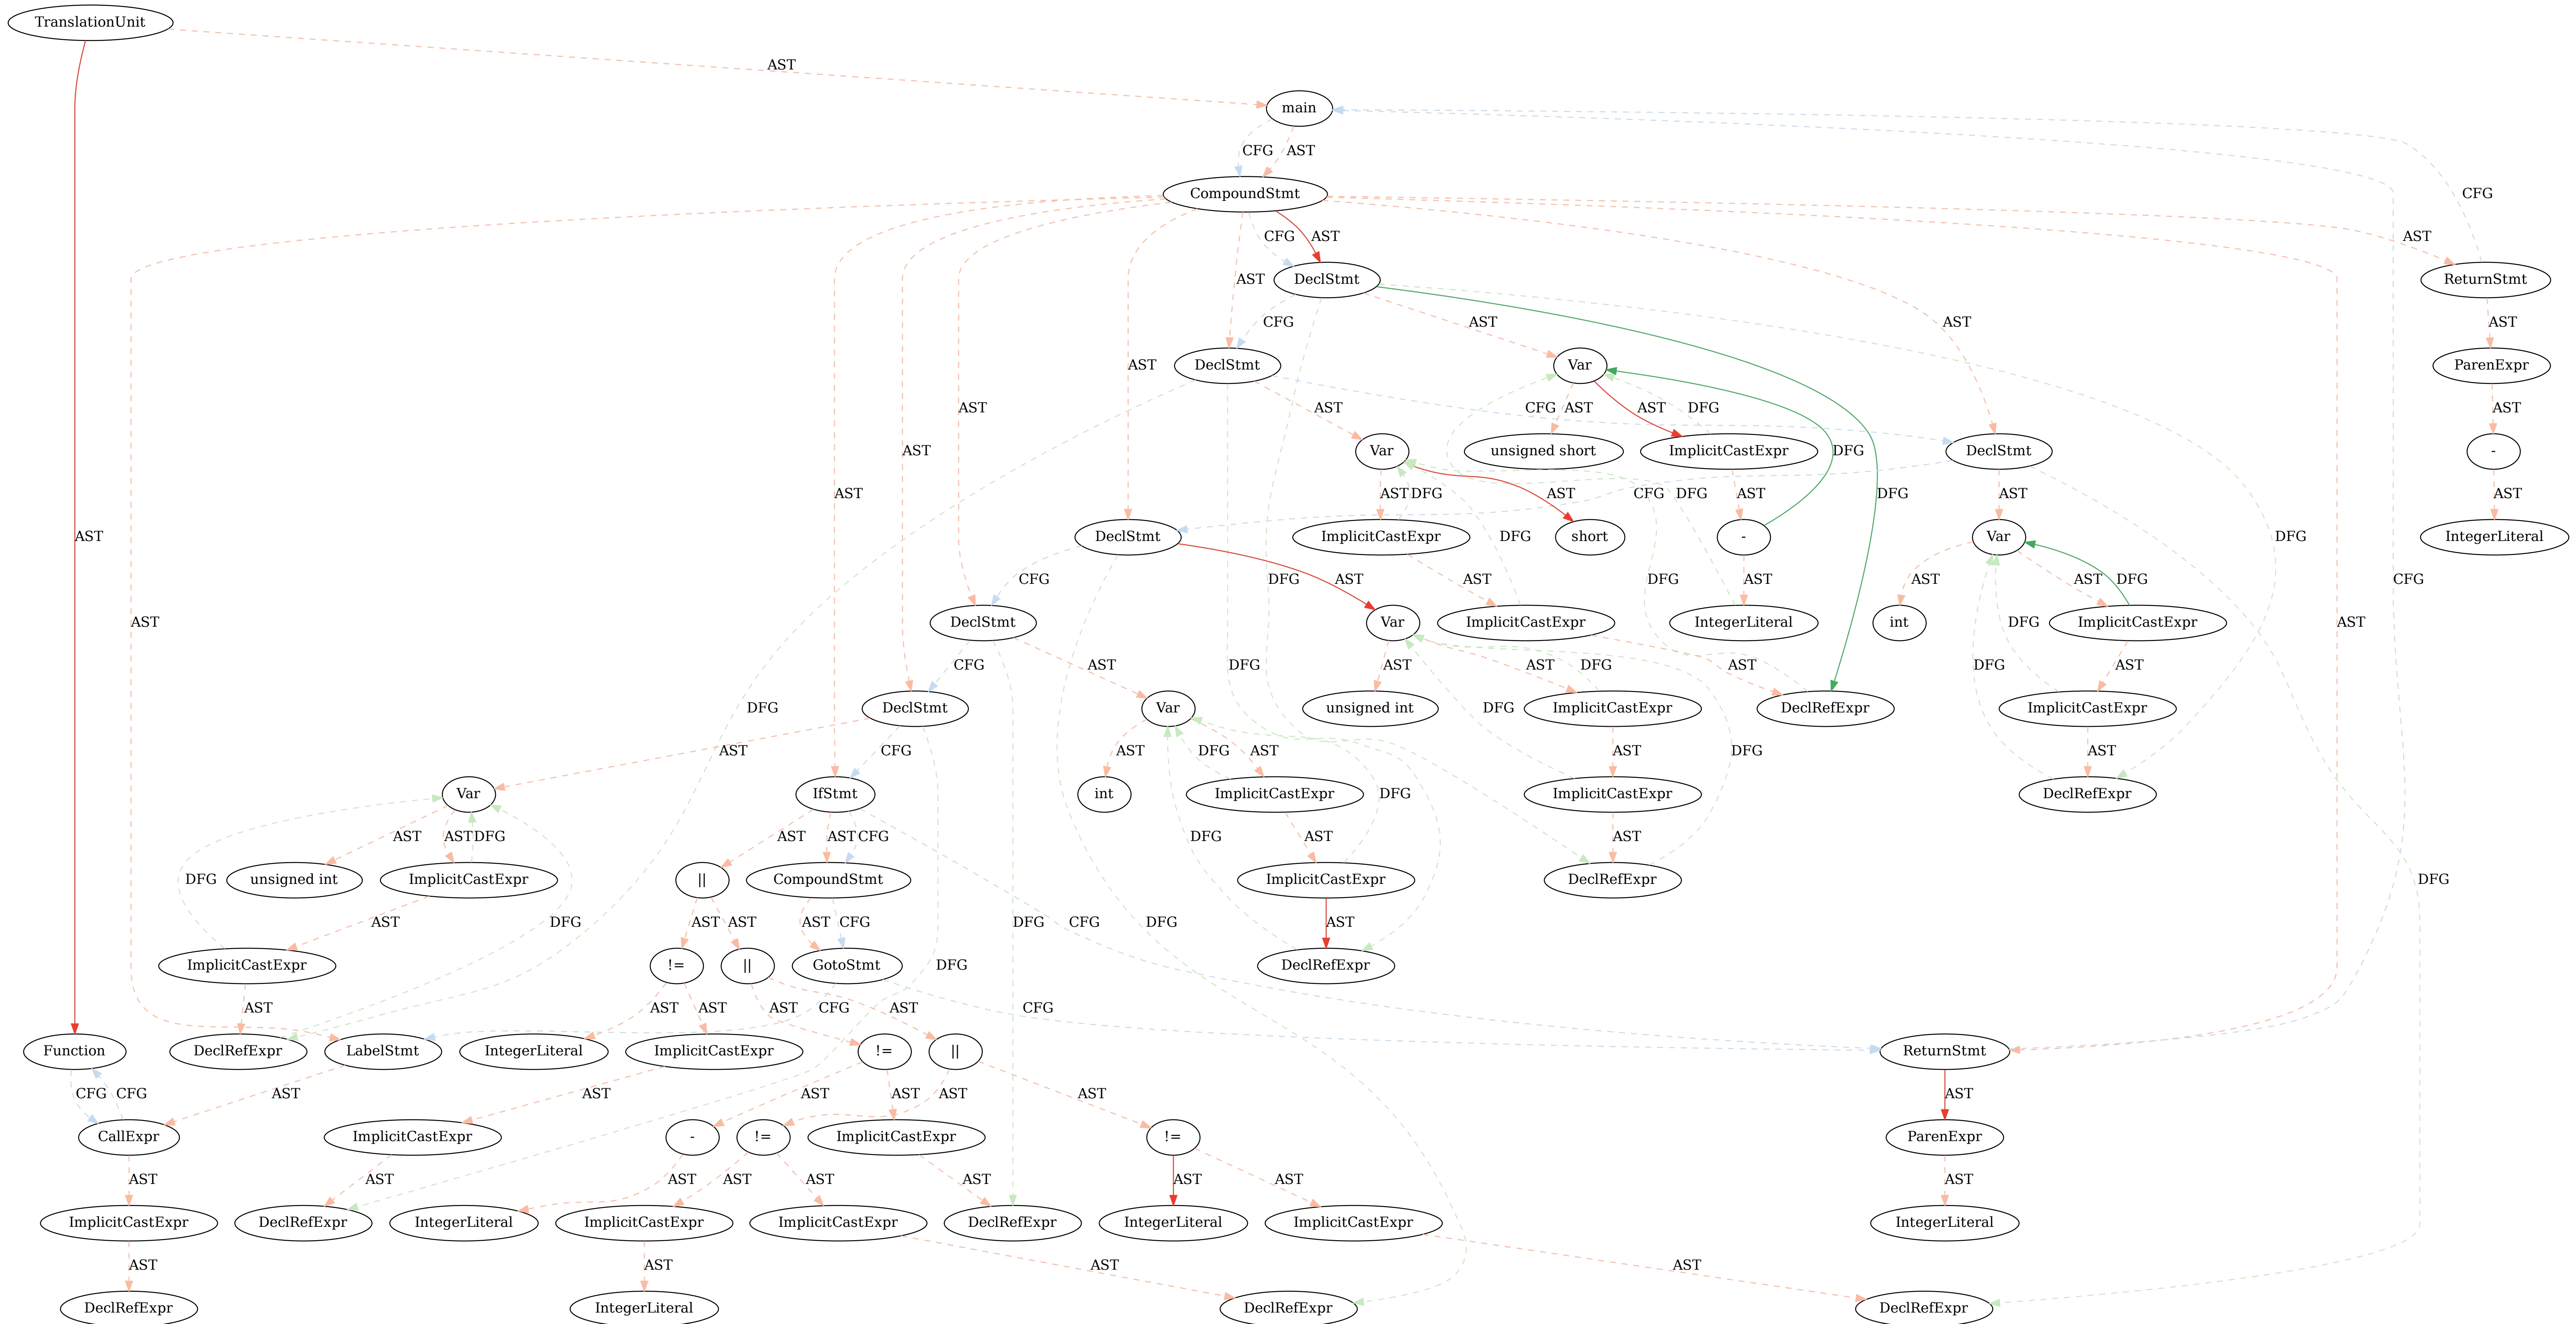 TranslationUnit
AST
main
CFG AST
CFG
CompoundStmt
CFG AST AST
AST DeclStmt ReturnStmt
CFG AST AST AST
AST DeclStmt Var ParenExpr
AST AST CFG AST AST DFG AST
Var unsigned short ImplicitCastExpr DFG DeclStmt -
AST AST AST DFG AST CFG DFG AST DFG AST AST
DeclStmt ImplicitCastExpr short - Var IntegerLiteral
DFG DFG
CFG AST DFG AST DFG AST AST AST DFG CFG
AST DeclStmt Var ImplicitCastExpr IntegerLiteral int ImplicitCastExpr AST
CFG AST DFG AST AST DFG AST DFG DFG AST
DeclStmt Var unsigned int ImplicitCastExpr DeclRefExpr ImplicitCastExpr
DFG DFG
AST CFG AST DFG AST AST DFG AST
Var IfStmt int ImplicitCastExpr ImplicitCastExpr DeclRefExpr
DFG
AST AST DFG AST AST CFG DFG AST AST
DFG unsigned int ImplicitCastExpr || CompoundStmt ImplicitCastExpr DeclRefExpr DFG
AST DFG AST AST AST CFG DFG DFG CFG DFG AST
ImplicitCastExpr != || GotoStmt DeclRefExpr
DFG
AST AST AST AST CFG AST CFG
Function DeclRefExpr LabelStmt IntegerLiteral ImplicitCastExpr != || ReturnStmt
CFG CFG AST AST AST AST AST AST AST
CallExpr ImplicitCastExpr - != ImplicitCastExpr != ParenExpr
AST AST AST AST AST AST AST AST AST
ImplicitCastExpr DeclRefExpr IntegerLiteral ImplicitCastExpr ImplicitCastExpr DeclRefExpr IntegerLiteral ImplicitCastExpr IntegerLiteral
AST AST AST AST
DeclRefExpr IntegerLiteral DeclRefExpr DeclRefExpr